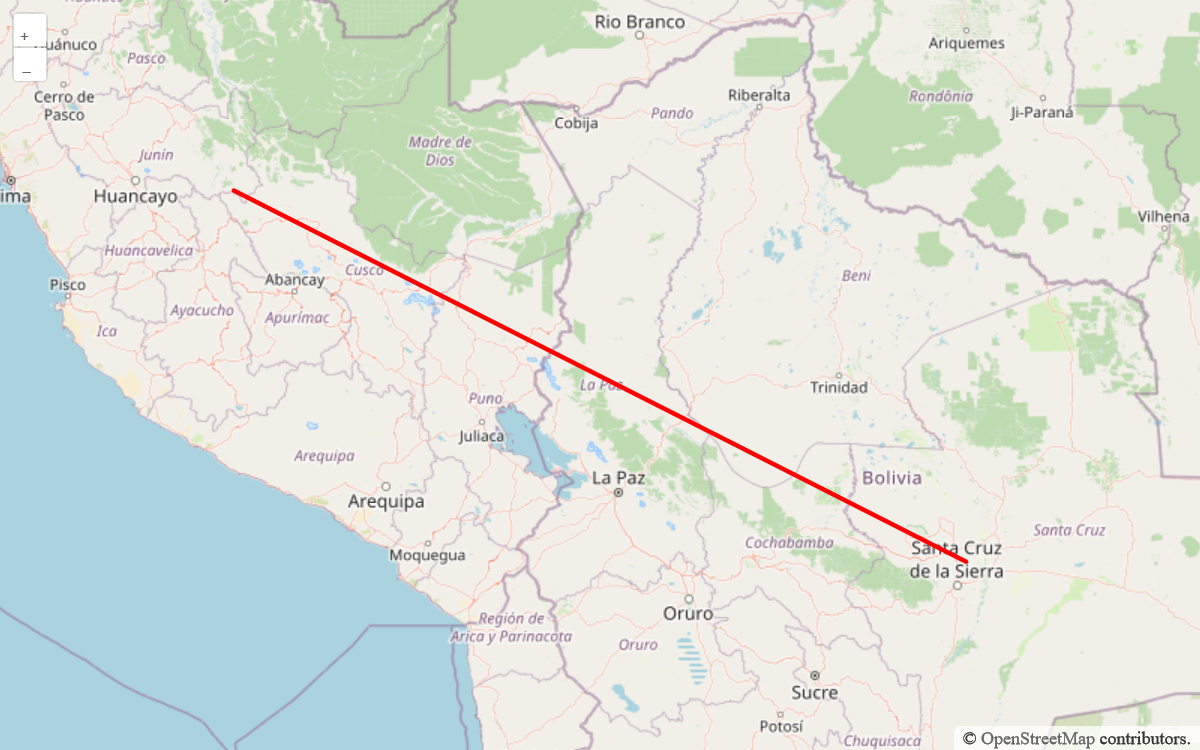 +
−
Rio Branco
Ariquemes
uánuco
Pasco
Cerro de
Pasco
Riberalta
Rondônia
Ji-Paraná
Cobija
Pando
Madre de
Dios
Junín
Huancayo
ima
Vilhena
Huancavelica
Cusco
Abancay
Beni
Pisco
Ayacucho
Apurímac
Ica
La Paz
Trinidad
Puno
Juliaca
Arequipa
La Paz
Bolivia
Arequipa
Santa Cruz
Cochabamba
Santa Cruz
de la Sierra
Moquegua
Oruro
Región de
Arica y Parinacota
Oruro
Sucre
Potosí
Chuquisaca
© OpenStreetMap contributors.